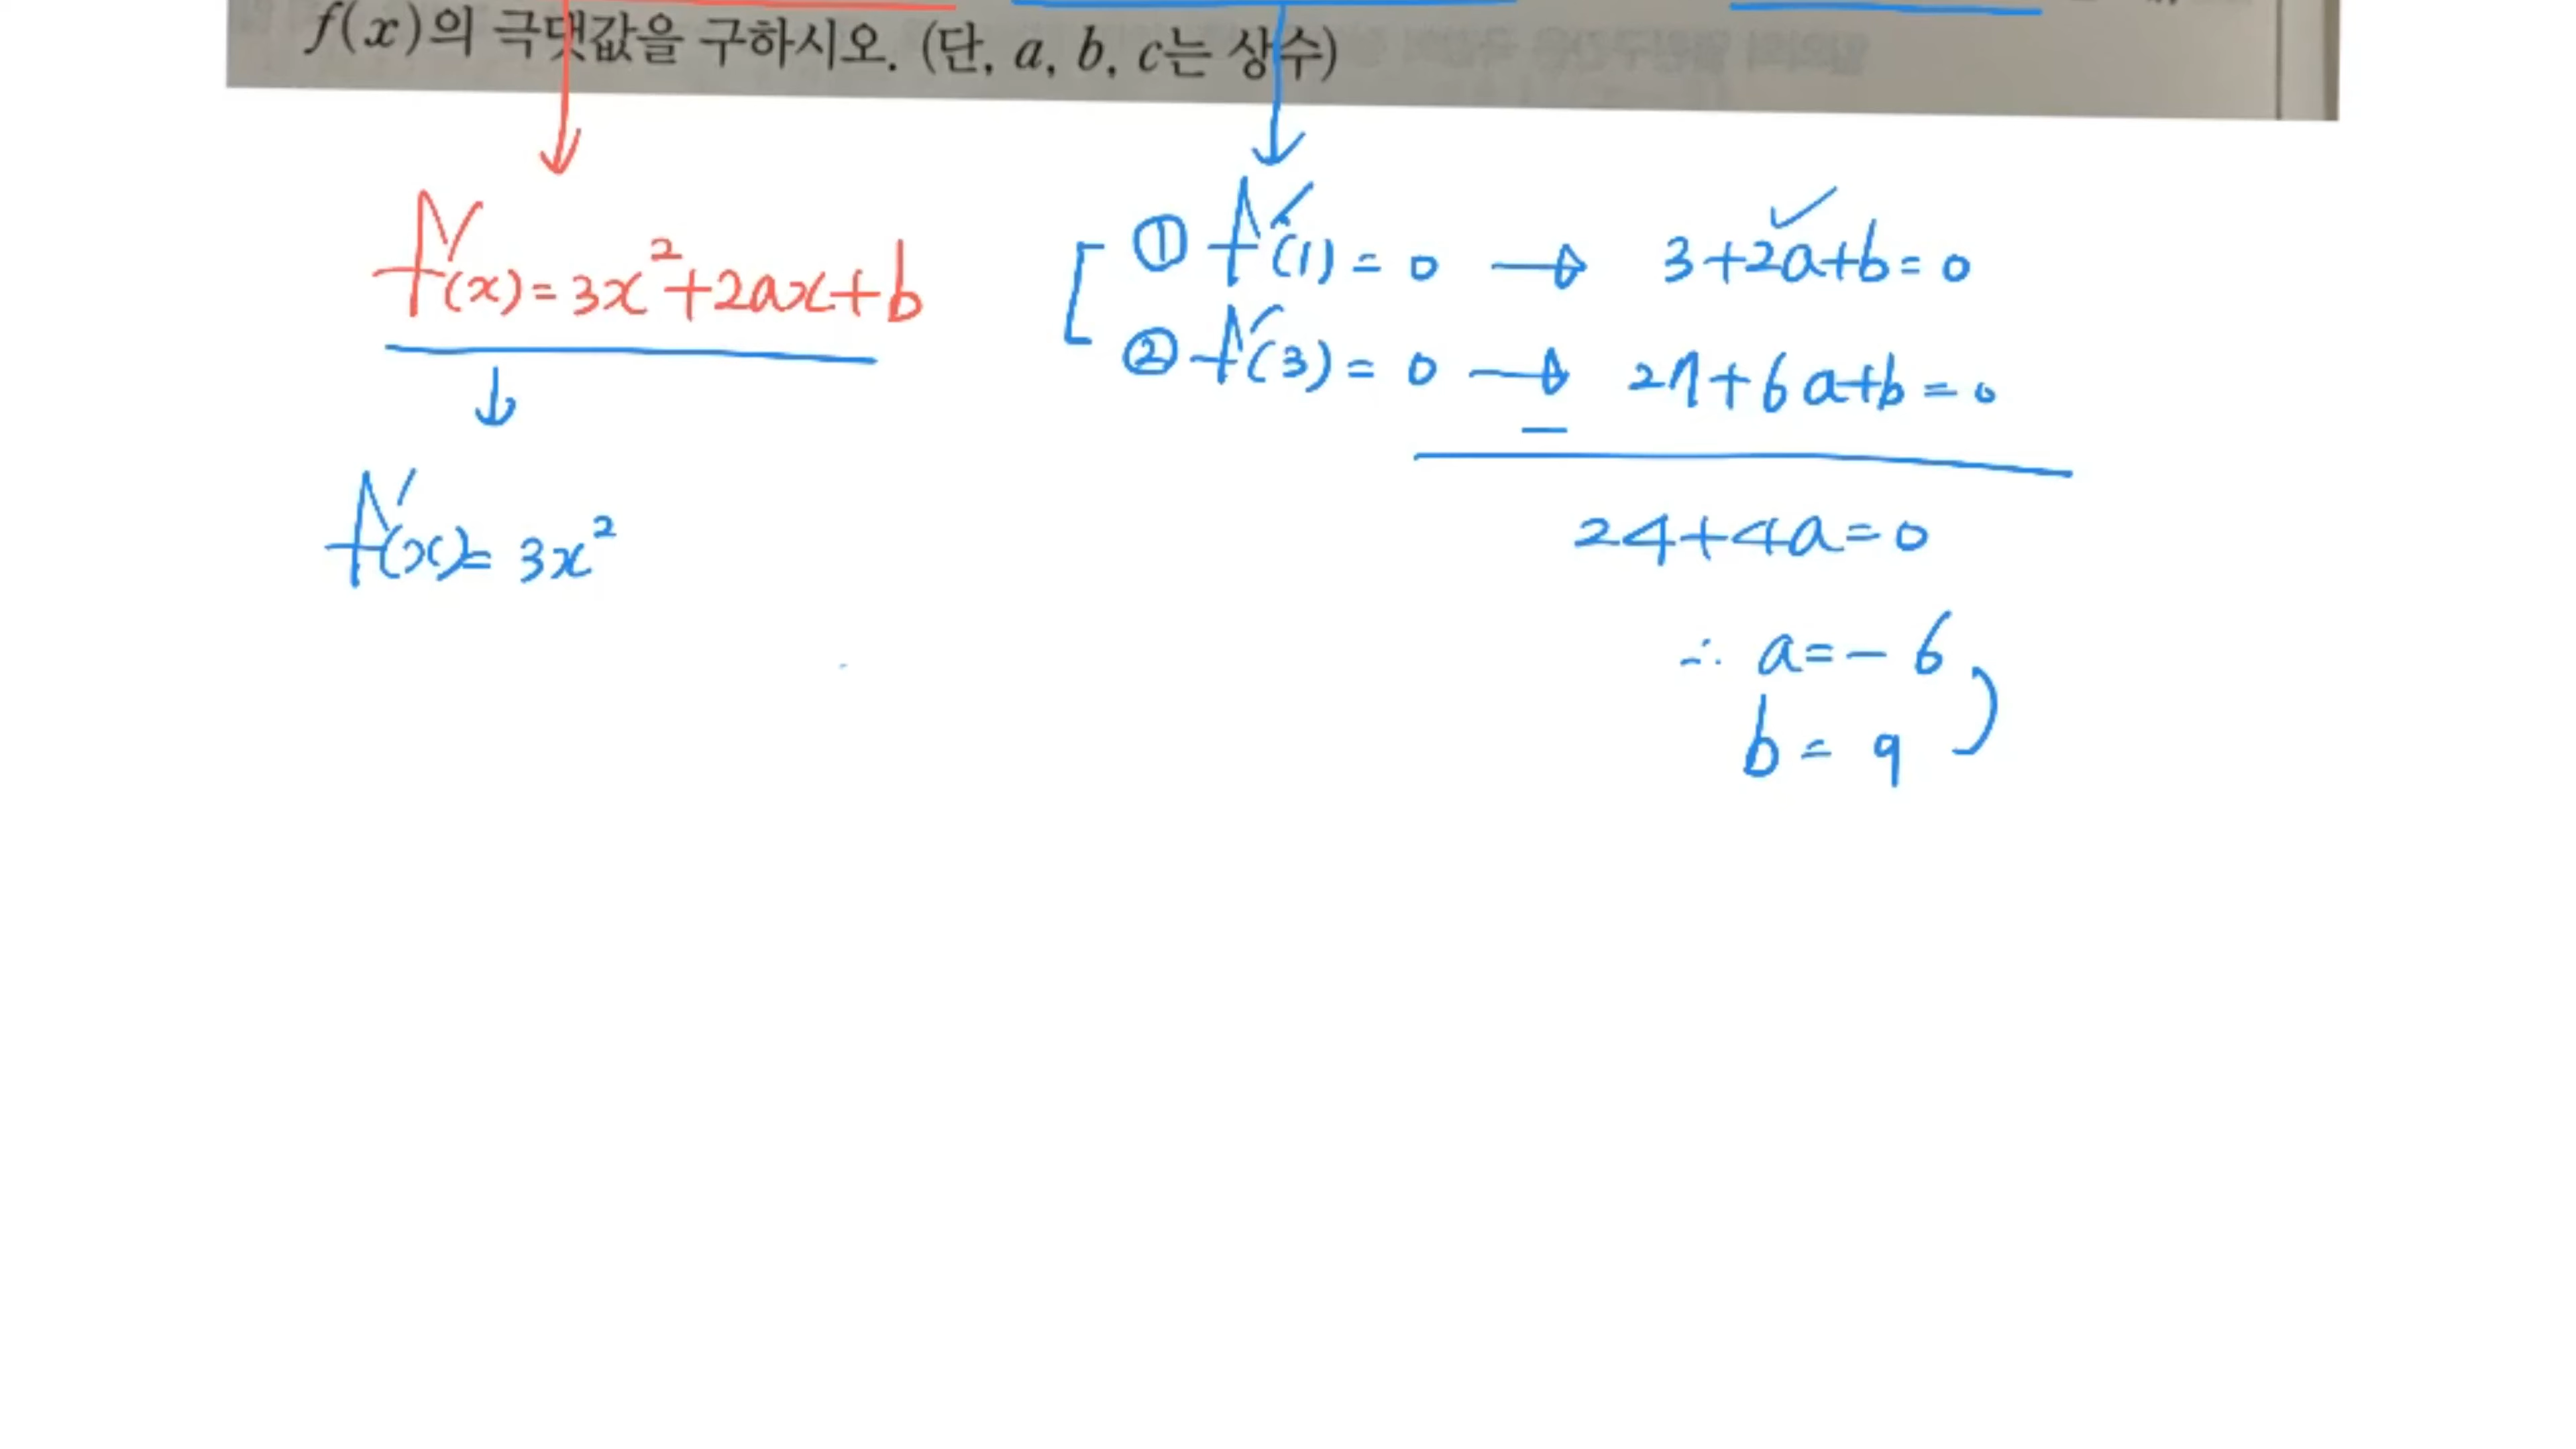 f(x)의 극댓값을 구하시오. (단, a, b, c는 상수)
f'(x)=3x²+2ax+b
① f'(1)=0 → 3+2a+b=0
② f'(3)=0 → 27+6a+b=0
−
24+4a=0
f'(x)=3x²
∴ a=-6
b=9